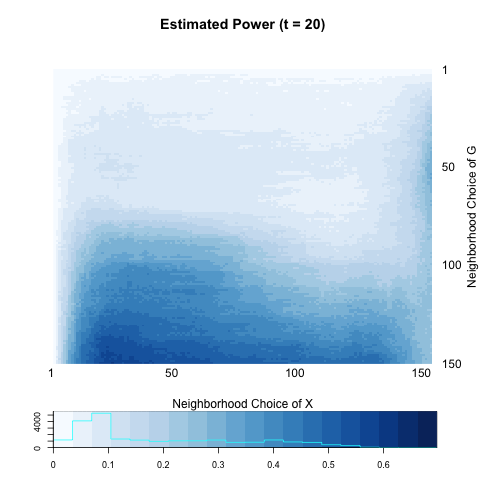 Estimated Power (t = 20)
1
50
100
150
Neighborhood Choice of G
1 50 100 150
Neighborhood Choice of X
0 4000
0 0.1 0.2 0.3 0.4 0.5 0.6